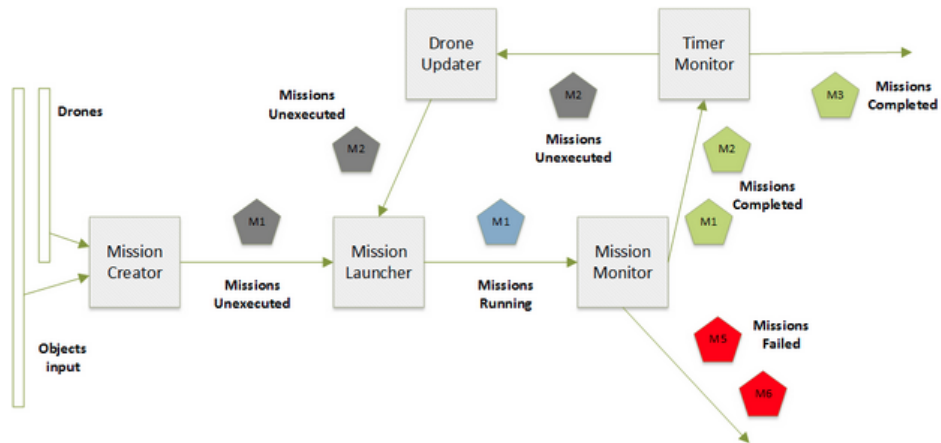 Drone
Updater
Timer
Monitor
M3
Missions
Completed
M2
Missions
Unexecuted
Missions
Unexecuted
M2
Drones
M2
Missions
Completed
M1
Mission
Creator
M1
Missions
Unexecuted
Mission
Launcher
M1
Missions
Running
Mission
Monitor
Objects
input
Missions
Failed
M5
M6